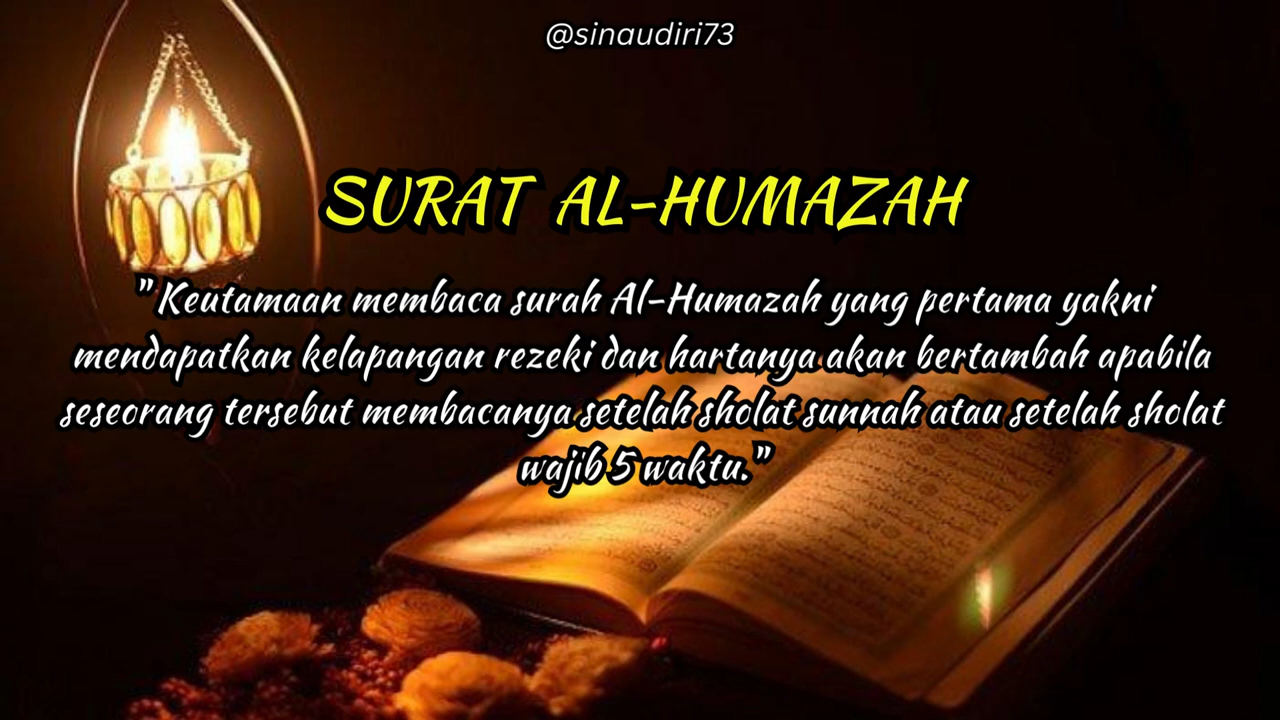 @sinaudiri73
SURAT AL-HUMAZAH
"Keutamaan membaca surah Al-Humazah yang pertama yakni
mendapatkan kelapangan rezeki dan hartanya akan bertambah apabila
seseorang tersebut membacanya setelah sholat sunnah atau setelah sholat
wajib 5 waktu."